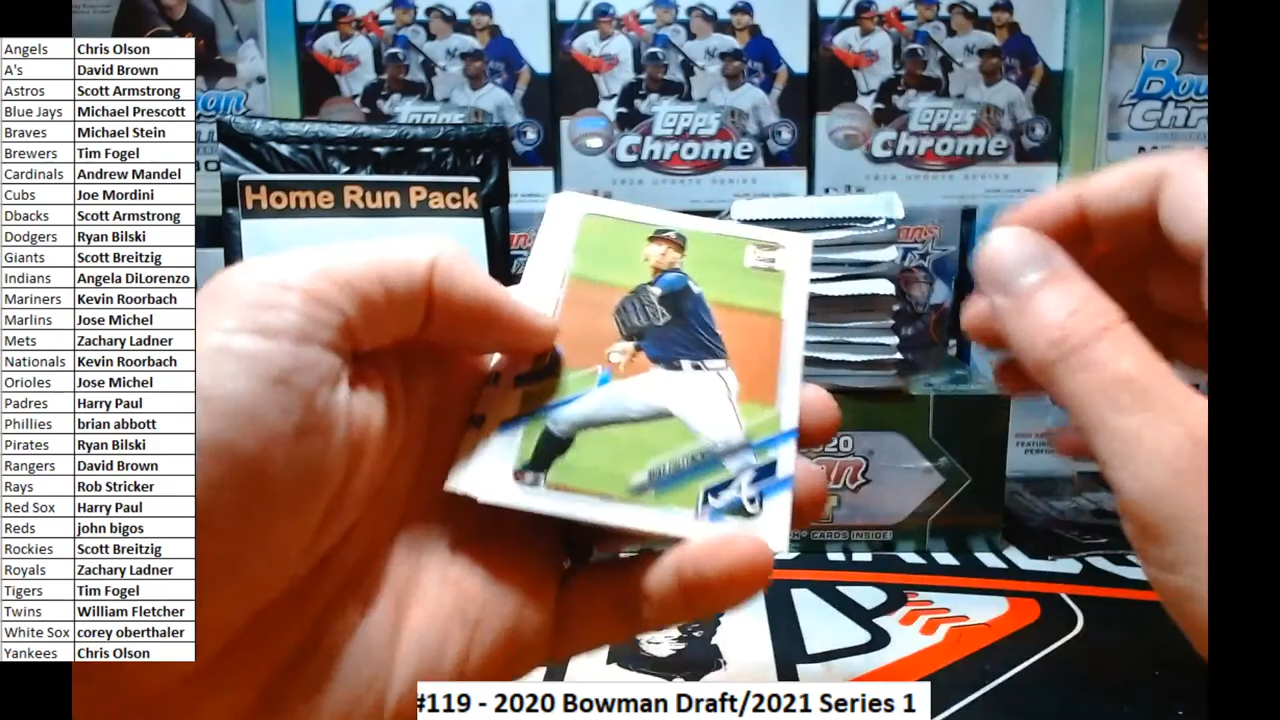 Angels Chris Olson
A's David Brown
Astros Scott Armstrong
Blue Jays Michael Prescott
Braves Michael Stein
Brewers Tim Fogel
Cardinals Andrew Mandel
Cubs Joe Mordini
Dbacks Scott Armstrong
Dodgers Ryan Bilski
Giants Scott Breitzig
Indians Angela DiLorenzo
Mariners Kevin Roorbach
Marlins Jose Michel
Mets Zachary Ladner
Nationals Kevin Roorbach
Orioles Jose Michel
Padres Harry Paul
Phillies brian abbott
Pirates Ryan Bilski
Rangers David Brown
Rays Rob Stricker
Red Sox Harry Paul
Reds john bigos
Rockies Scott Breitzig
Royals Zachary Ladner
Tigers Tim Fogel
Twins William Fletcher
White Sox corey oberthaler
Yankees Chris Olson
Topps
Topps
Chrome
Topps
Chrome
Home Run Pack
CARDS INSIDE!
#119 - 2020 Bowman Draft/2021 Series 1